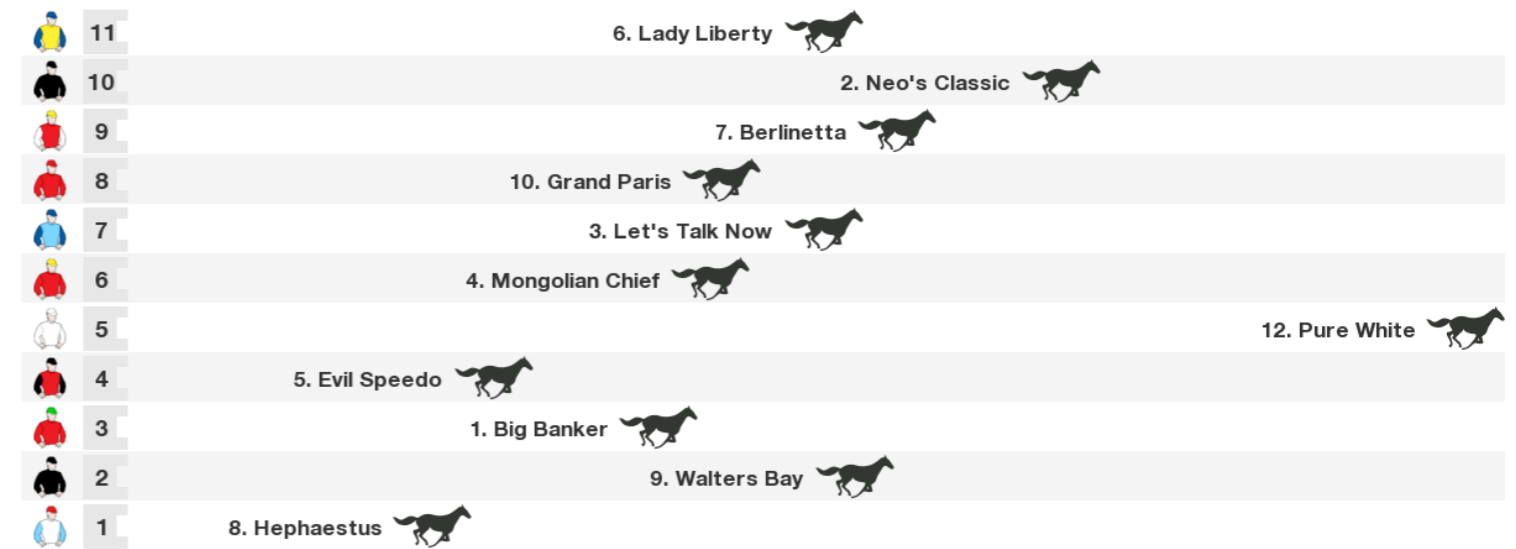 11 6. Lady Liberty
10 2. Neo's Classic
9 7. Berlinetta
8 10. Grand Paris
7 3. Let's Talk Now
6 4. Mongolian Chief
5 12. Pure White
4 5. Evil Speedo
3 1. Big Banker
2 9. Walters Bay
1 8. Hephaestus